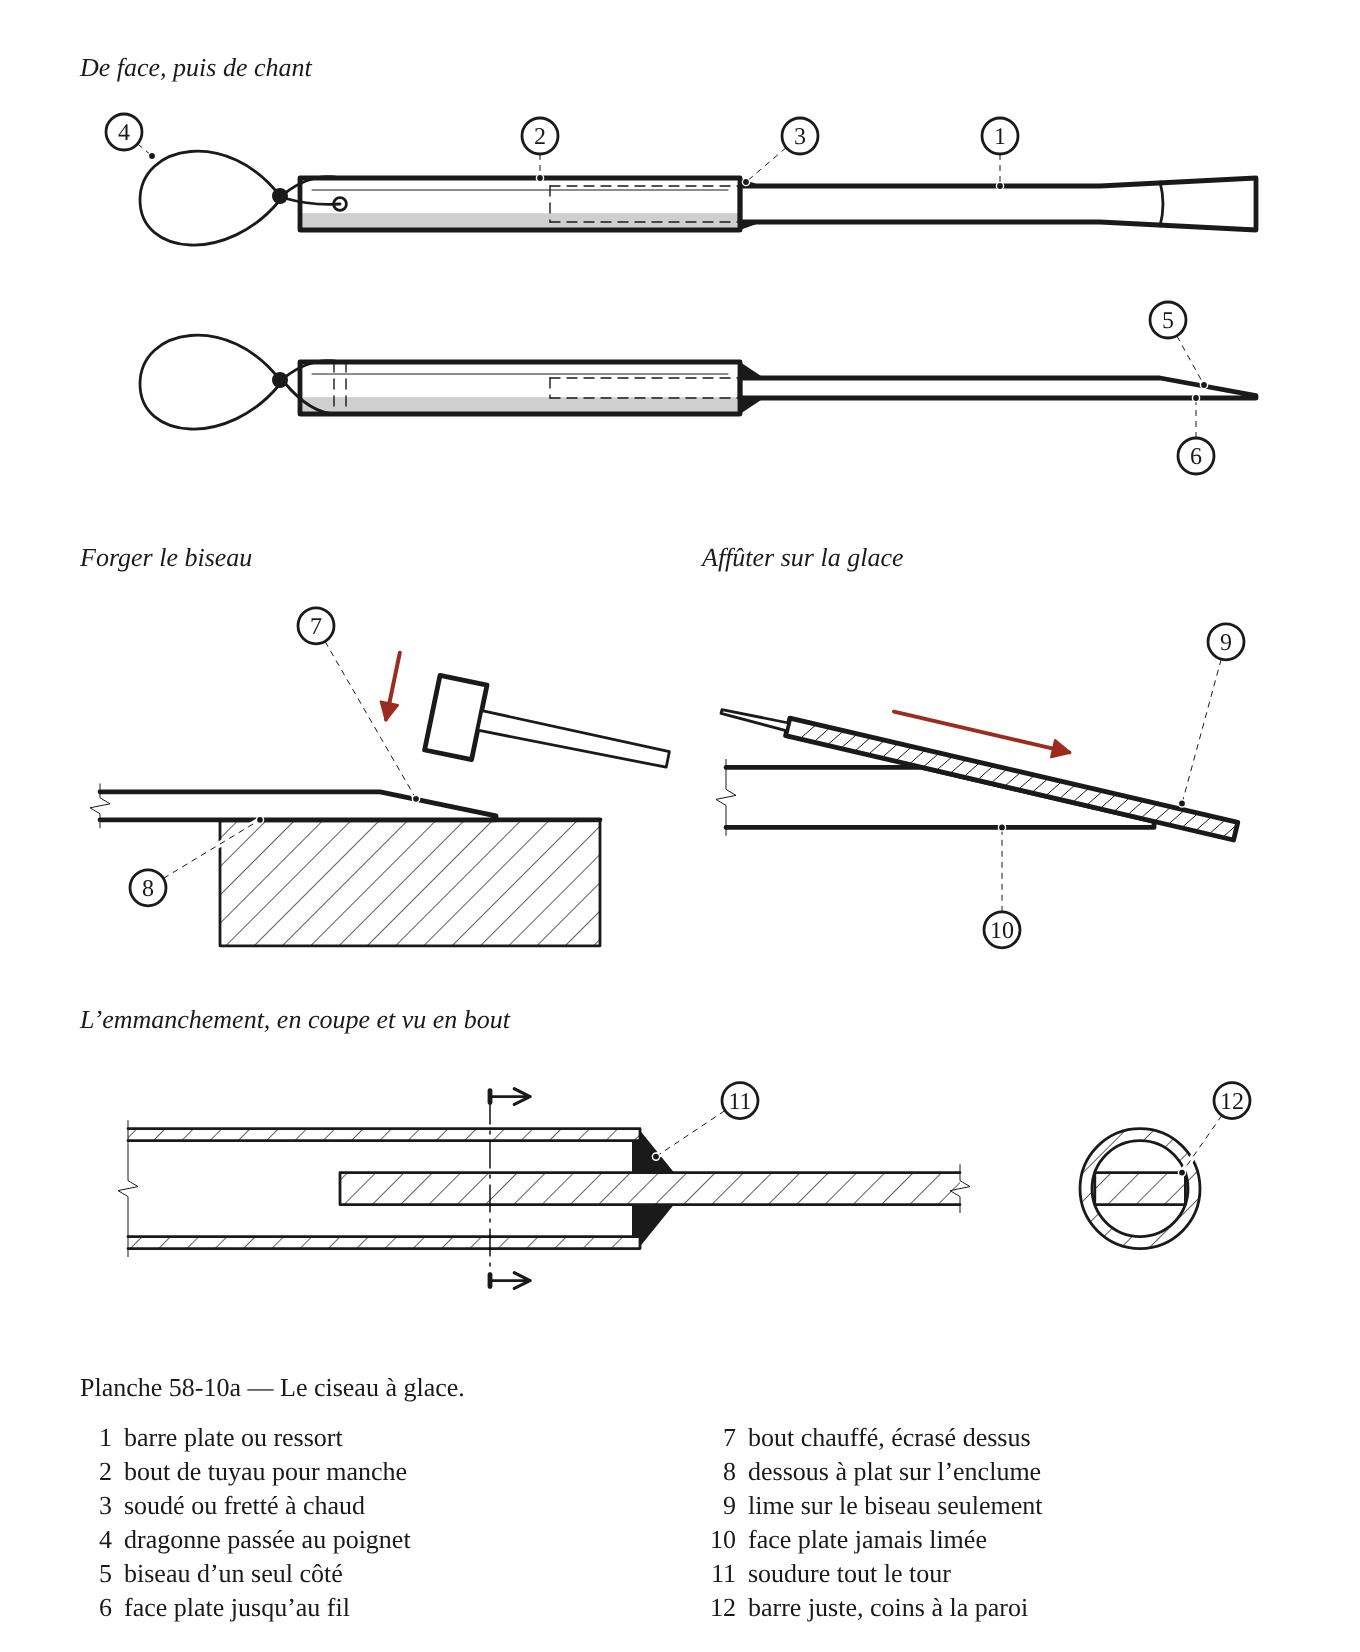 De face, puis de chant
4
2
3
1
5
6
Forger le biseau
Affûter sur la glace
7
9
8
10
L’emmanchement, en coupe et vu en bout
11
12
Planche 58-10a — Le ciseau à glace.
1 barre plate ou ressort
2 bout de tuyau pour manche
3 soudé ou fretté à chaud
4 dragonne passée au poignet
5 biseau d’un seul côté
6 face plate jusqu’au fil
7 bout chauffé, écrasé dessus
8 dessous à plat sur l’enclume
9 lime sur le biseau seulement
10 face plate jamais limée
11 soudure tout le tour
12 barre juste, coins à la paroi